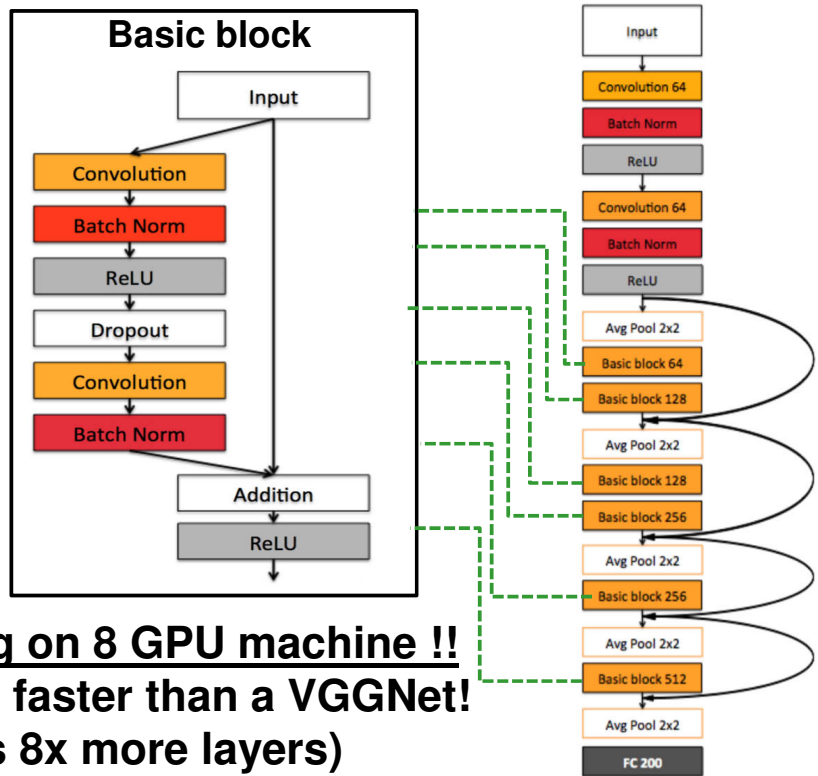 Basic block
Input
Convolution
Batch Norm
ReLU
Dropout
Convolution
Batch Norm
Addition
ReLU
g on 8 GPU machine !!
faster than a VGGNet!
s 8x more layers)
Input
Convolution 64
Batch Norm
ReLU
Convolution 64
Batch Norm
ReLU
Avg Pool 2x2
Basic block 64
Basic block 128
Avg Pool 2x2
Basic block 128
Basic block 256
Avg Pool 2x2
Basic block 256
Avg Pool 2x2
Basic block 512
Avg Pool 2x2
FC 200